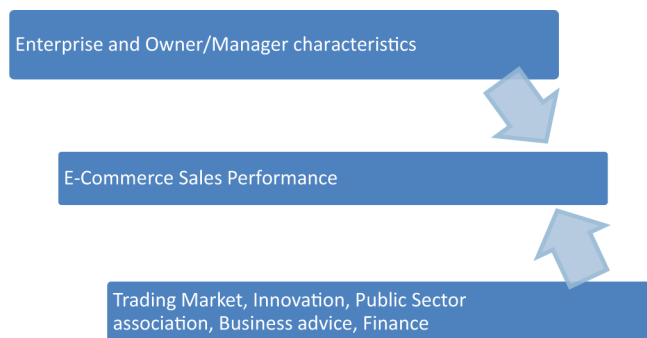 Enterprise and Owner/Manager characteristics
E-Commerce Sales Performance
Trading Market, Innovation, Public Sector
association, Business advice, Finance